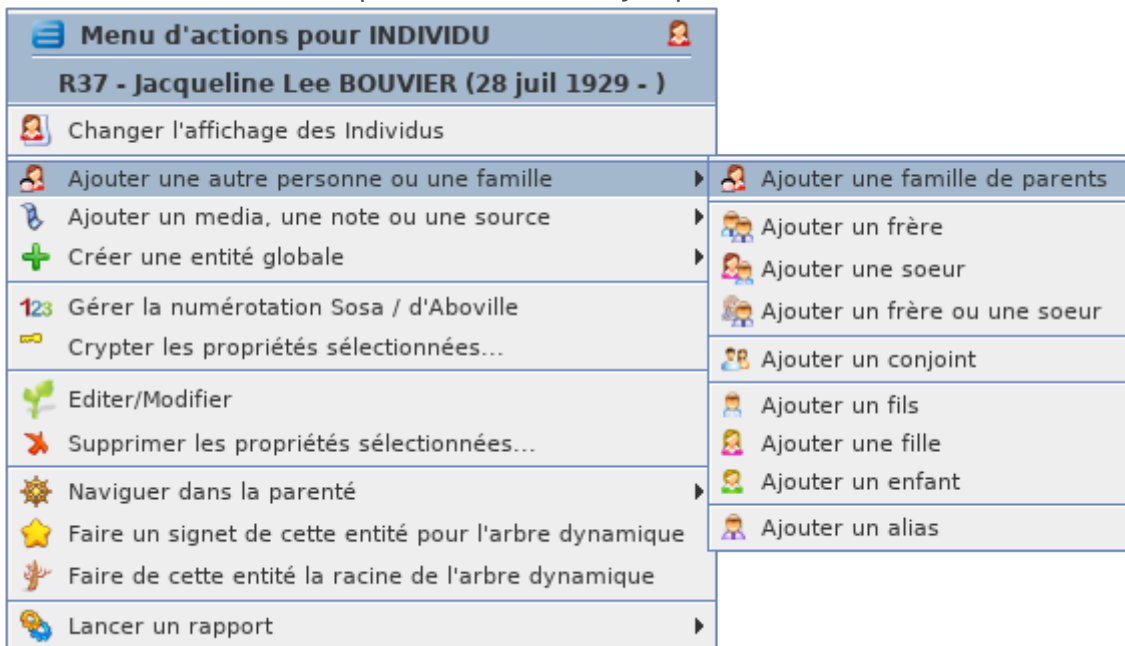 Menu d'actions pour INDIVIDU
R37 - Jacqueline Lee BOUVIER (28 juil 1929 - )
Changer l'affichage des Individus
Ajouter une autre personne ou une famille
Ajouter un media, une note ou une source
Créer une entité globale
123 Gérer la numérotation Sosa / d'Aboville
Crypter les propriétés sélectionnées...
Editer/Modifier
Supprimer les propriétés sélectionnées...
Naviguer dans la parenté
Faire un signet de cette entité pour l'arbre dynamique
Faire de cette entité la racine de l'arbre dynamique
Lancer un rapport
Ajouter une famille de parents
Ajouter un frère
Ajouter une soeur
Ajouter un frère ou une soeur
Ajouter un conjoint
Ajouter un fils
Ajouter une fille
Ajouter un enfant
Ajouter un alias